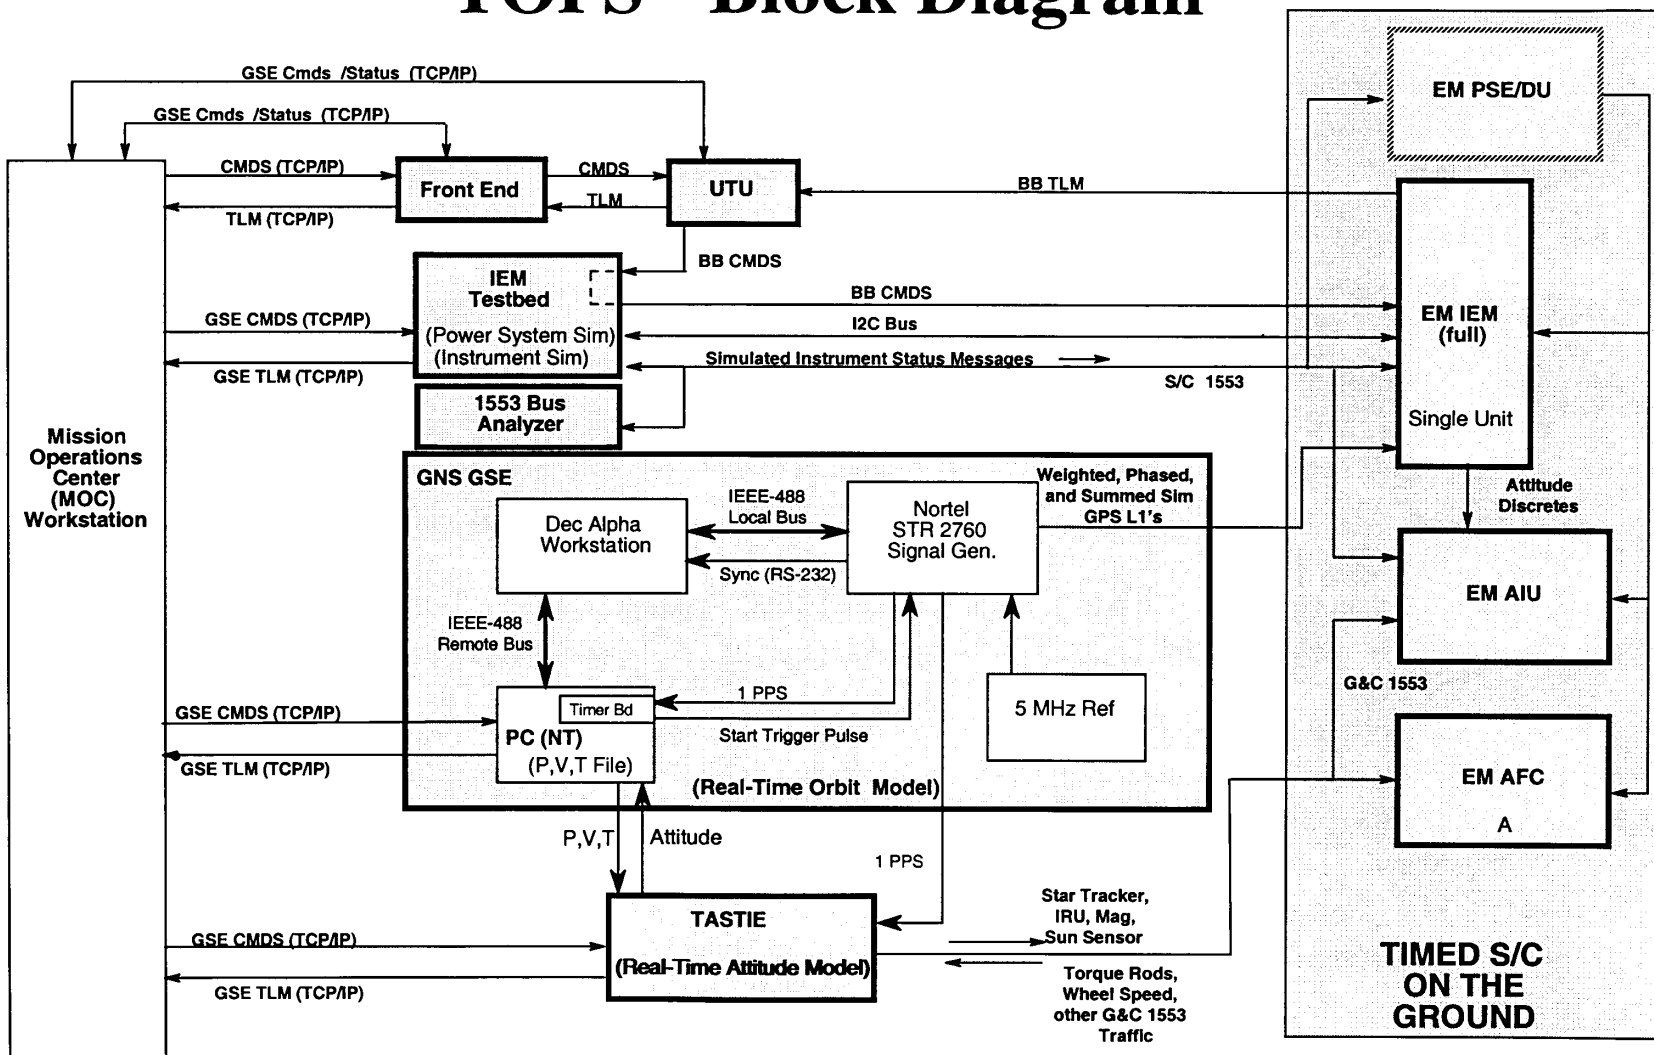 TOPS Block Diagram
GSE Cmds /Status (TCP/IP)
GSE Cmds /Status (TCP/IP)
CMDS (TCP/IP)
TLM (TCP/IP)
Front End
CMDS
TLM
UTU
BB TLM
BB CMDS
EM PSE/DU
IEM
Testbed
(Power System Sim)
(Instrument Sim)
GSE CMDS (TCP/IP)
GSE TLM (TCP/IP)
BB CMDS
I2C Bus
Simulated Instrument Status Messages
S/C 1553
EM IEM
(full)
Single Unit
1553 Bus
Analyzer
Mission
Operations
Center
(MOC)
Workstation
GNS GSE
Dec Alpha
Workstation
IEEE-488
Local Bus
Sync (RS-232)
Nortel
STR 2760
Signal Gen.
Weighted, Phased,
and Summed Sim
GPS L1's
Attitude
Discretes
EM AIU
IEEE-488
Remote Bus
1 PPS
Start Trigger Pulse
Timer Bd
PC (NT)
(P,V,T File)
5 MHz Ref
G&C 1553
GSE CMDS (TCP/IP)
GSE TLM (TCP/IP)
(Real-Time Orbit Model)
EM AFC
A
P,V,T
Attitude
1 PPS
TASTIE
(Real-Time Attitude Model)
GSE CMDS (TCP/IP)
GSE TLM (TCP/IP)
Star Tracker,
IRU, Mag,
Sun Sensor
Torque Rods,
Wheel Speed,
other G&C 1553
Traffic
TIMED S/C
ON THE
GROUND